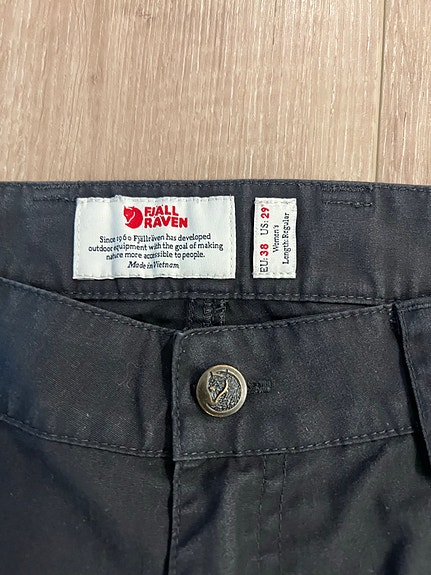 FJÄLL
RÄVEN
Since 1960 Fjällräven has developed
outdoor equipment with the goal of making
nature more accessible to people.
Made in Vietnam
EU: 38 US: 29"
Women's
Length: Regular